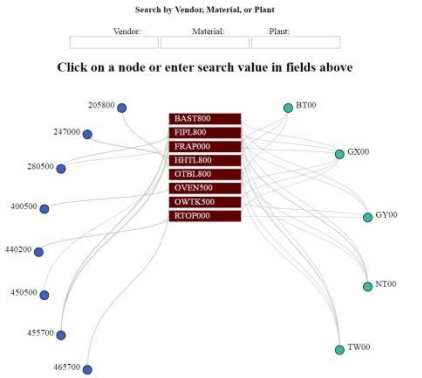 Search by Vendor, Material, or Plant
Vendor: Material: Plant:
Click on a node or enter search value in fields above
205800
247000
280500
400500
440200
450500
455700
465700
BAST800
FIPL800
FRAP000
HHTL800
OTBL800
OVEN500
OWTK500
RTOP000
BT00
GX00
GY00
NT00
TW00